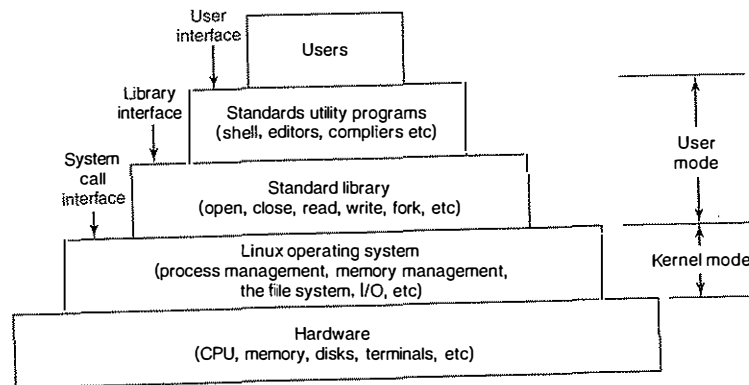 User
interface
Users
Library
interface
Standards utility programs
(shell, editors, compliers etc)
User
mode
System
call
interface
Standard library
(open, close, read, write, fork, etc)
Linux operating system
(process management, memory management,
the file system, I/O, etc)
Kernel mode
Hardware
(CPU, memory, disks, terminals, etc)